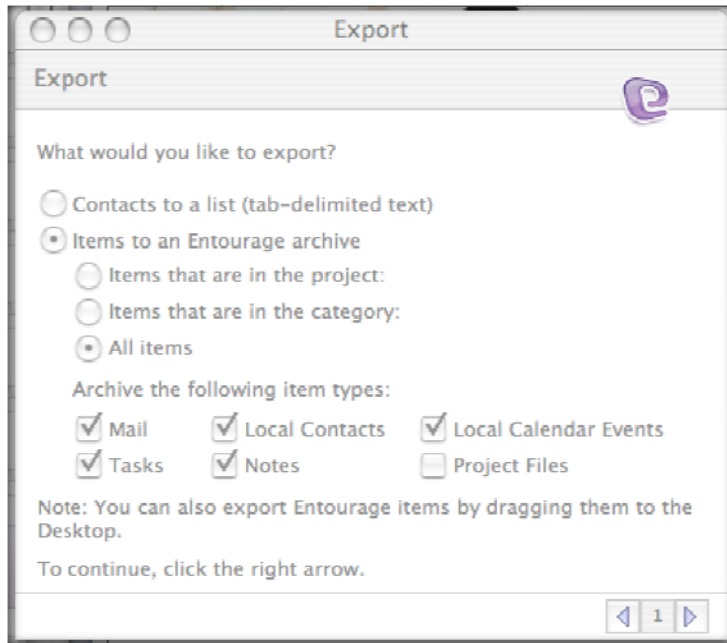 Export
Export
What would you like to export?
Contacts to a list (tab-delimited text)
Items to an Entourage archive
Items that are in the project:
Items that are in the category:
All items
Archive the following item types:
Mail Local Contacts Local Calendar Events
Tasks Notes Project Files
Note: You can also export Entourage items by dragging them to the
Desktop.
To continue, click the right arrow.
1